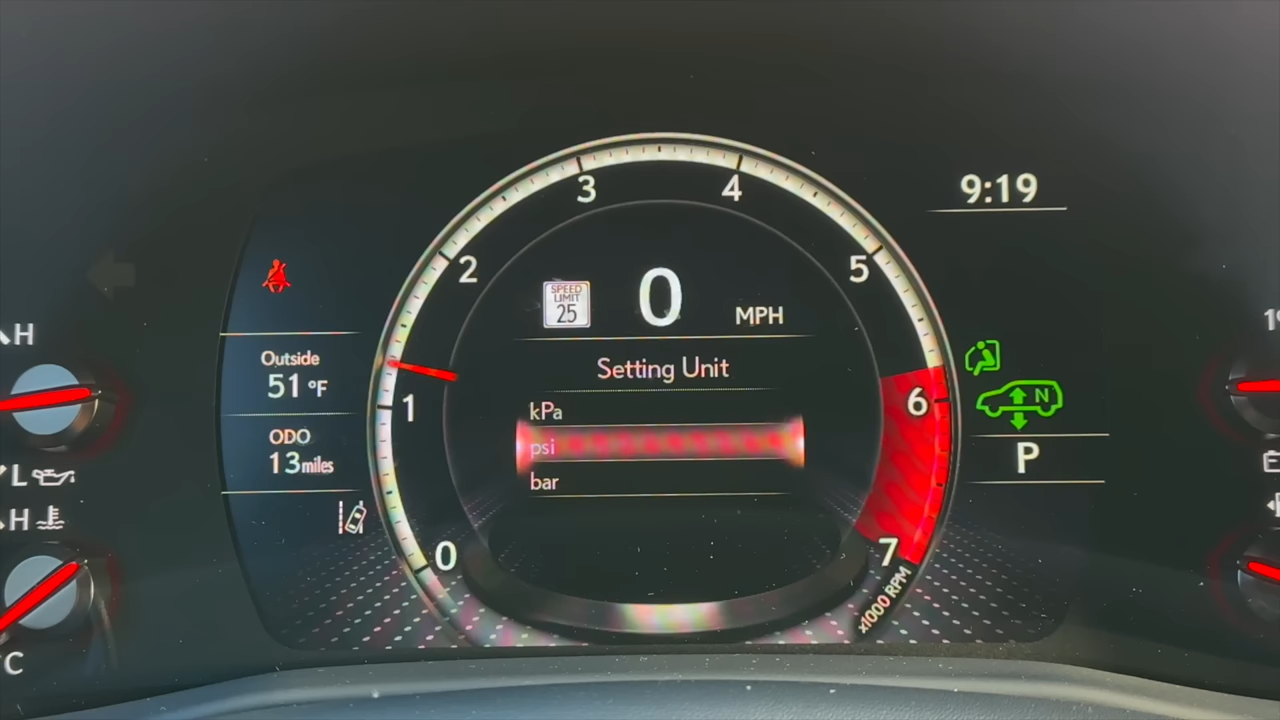 9:19
3
4
2
5
SPEED
LIMIT
25
0
MPH
H
Outside
51 °F
Setting Unit
1
6
N
kPa
psi
bar
ODO
13 miles
P
L
H
0
7
x1000 RPM
C